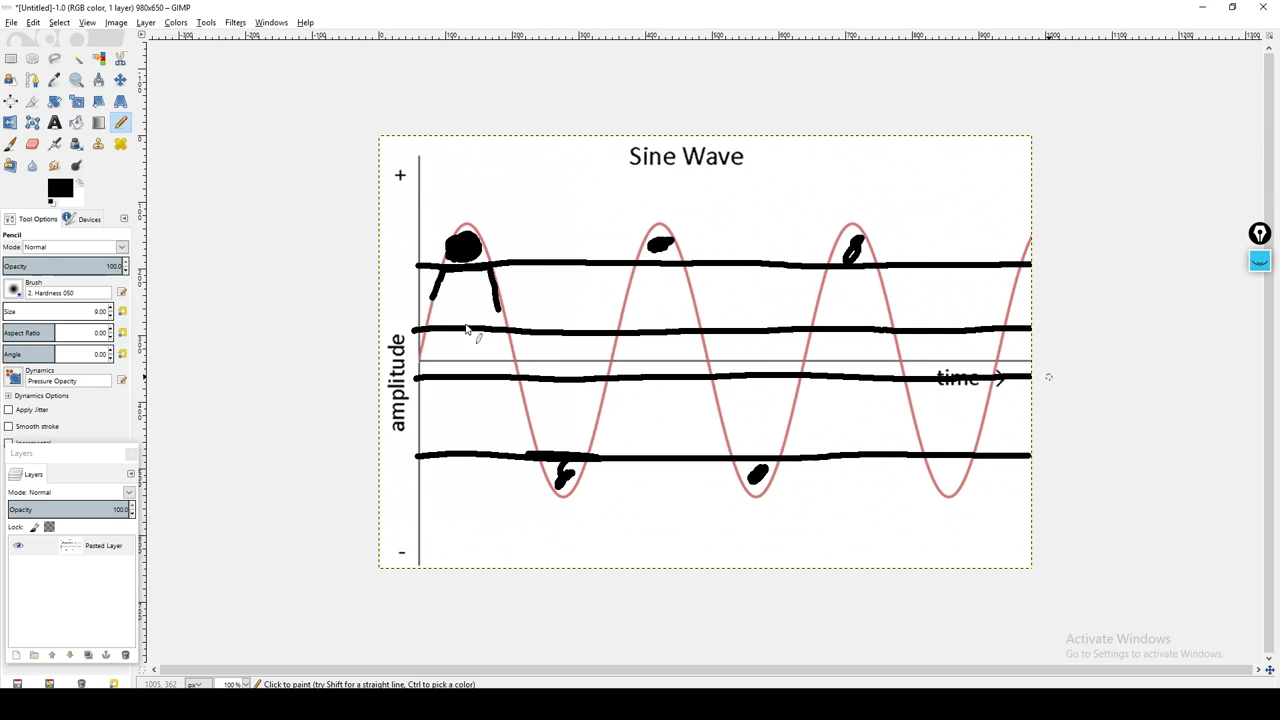 *[Untitled]-1.0 (RGB color, 1 layer) 980x650 – GIMP
File Edit Select View Image Layer Colors Tools Filters Windows Help
Tool Options Devices
Pencil
Mode: Normal
Opacity 100.0
Brush
2. Hardness 050
Size 9.00
Aspect Ratio 0.00
Angle 0.00
Dynamics
Pressure Opacity
Dynamics Options
Apply Jitter
Smooth stroke
Layers
Layers
Mode: Normal
Opacity 100.0
Lock:
Pasted Layer
Sine Wave
+
amplitude
time →
-
Activate Windows
Go to Settings to activate Windows.
1005, 362 px 100% Click to paint (try Shift for a straight line, Ctrl to pick a color)